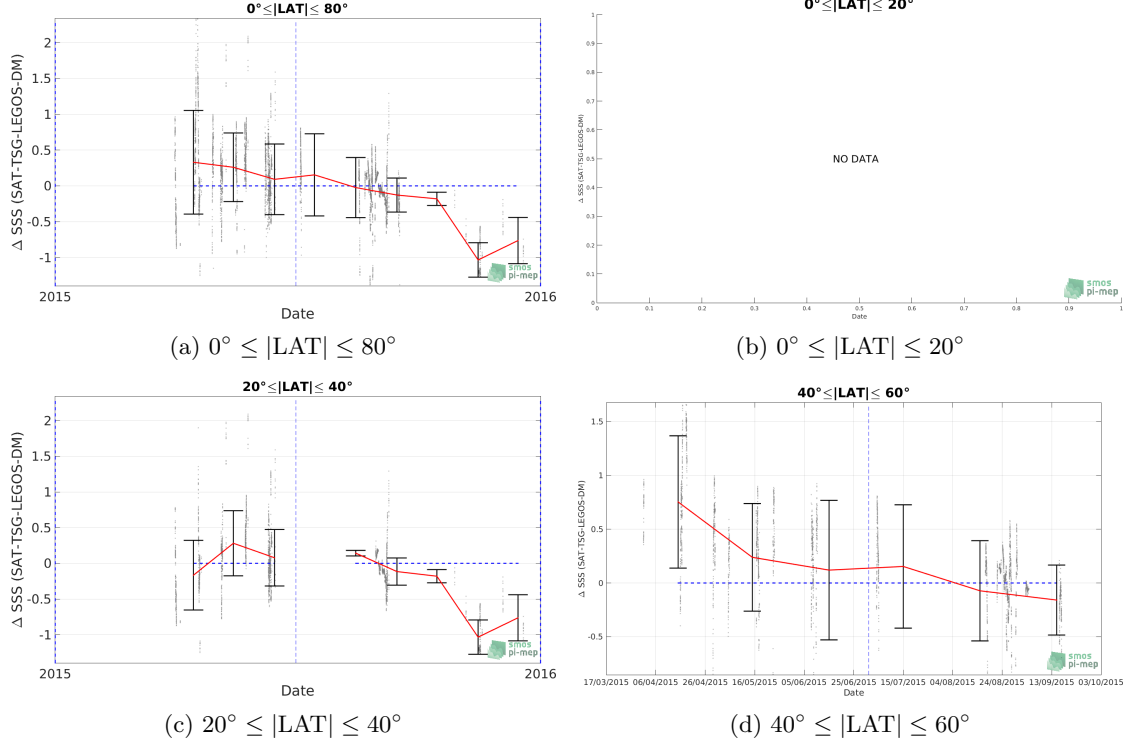 0°≤|LAT|≤ 80°
Δ SSS (SAT-TSG-LEGOS-DM)
2
1.5
1
0.5
0
-0.5
-1
2015
2016
Date
smos
pi-mep
(a) 0° ≤ |LAT| ≤ 80°
0°≤|LAT|≤ 20°
Δ SSS (SAT-TSG-LEGOS-DM)
1
0.9
0.8
0.7
0.6
0.5
0.4
0.3
0.2
0.1
0
NO DATA
0 0.1 0.2 0.3 0.4 0.5 0.6 0.7 0.8 0.9 1
Date
smos
pi-mep
(b) 0° ≤ |LAT| ≤ 20°
20°≤|LAT|≤ 40°
Δ SSS (SAT-TSG-LEGOS-DM)
2
1.5
1
0.5
0
-0.5
-1
2015
2016
Date
smos
pi-mep
(c) 20° ≤ |LAT| ≤ 40°
40°≤|LAT|≤ 60°
Δ SSS (SAT-TSG-LEGOS-DM)
1.5
1
0.5
0
-0.5
17/03/2015 06/04/2015 26/04/2015 16/05/2015 05/06/2015 25/06/2015 15/07/2015 04/08/2015 24/08/2015 13/09/2015 03/10/2015
Date
smos
pi-mep
(d) 40° ≤ |LAT| ≤ 60°